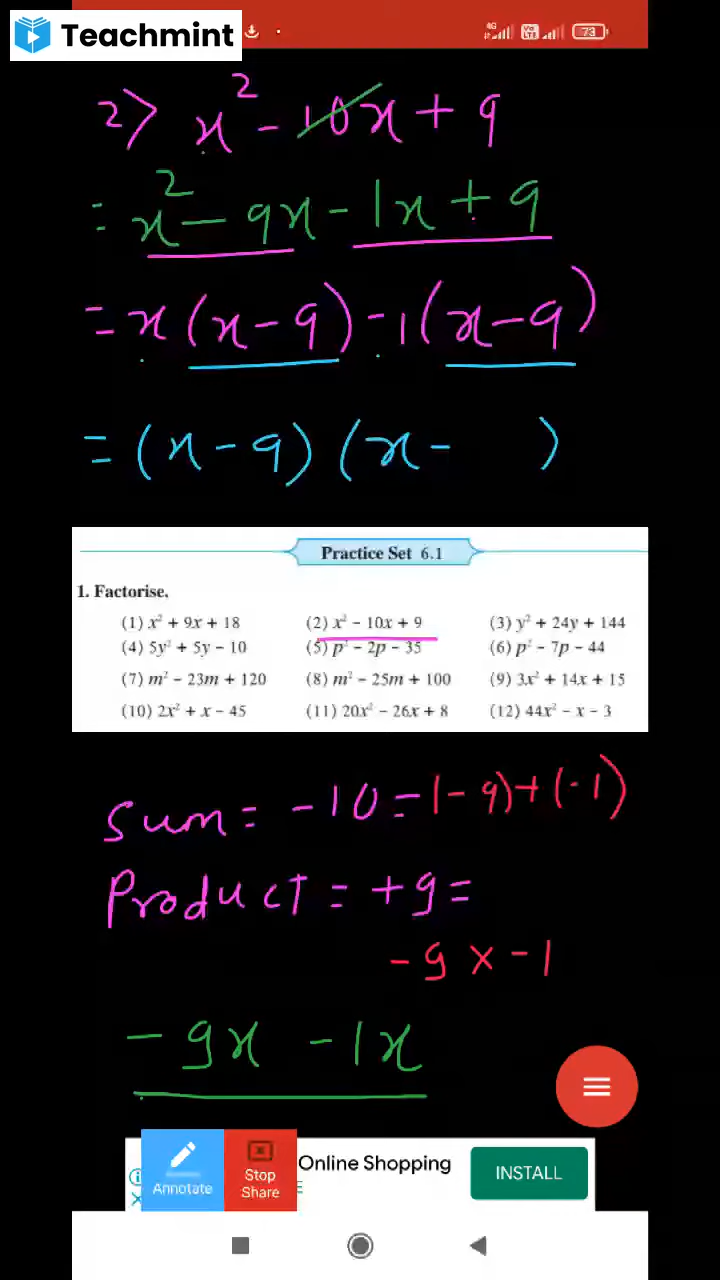 Teachmint
4G Vo LTE 73
2> x² - 10x + 9
= x² - 9x - 1x + 9
= x (x - 9) - 1 (x - 9)
= (x - 9) (x - )
Practice Set 6.1
1. Factorise.
(1) x² + 9x + 18 (2) x² − 10x + 9 (3) y² + 24y + 144
(4) 5y² + 5y − 10 (5) p² − 2p − 35 (6) p² − 7p − 44
(7) m² − 23m + 120 (8) m² − 25m + 100 (9) 3x² + 14x + 15
(10) 2x² + x − 45 (11) 20x² − 26x + 8 (12) 44x² − x − 3
Sum = -10 = (-9)+(-1)
Product = +9 =
-9 x -1
-9x -1x
Annotate
Stop Share
Online Shopping
INSTALL